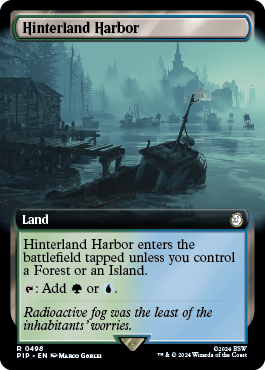 Hinterland Harbor
Land
Hinterland Harbor enters the
battlefield tapped unless you control
a Forest or an Island.
: Add or .
Radioactive fog was the least of the
inhabitants' worries.
R 0498 ©2024 BSW
PIP • EN Marco Gorlei ™ & © 2024 Wizards of the Coast